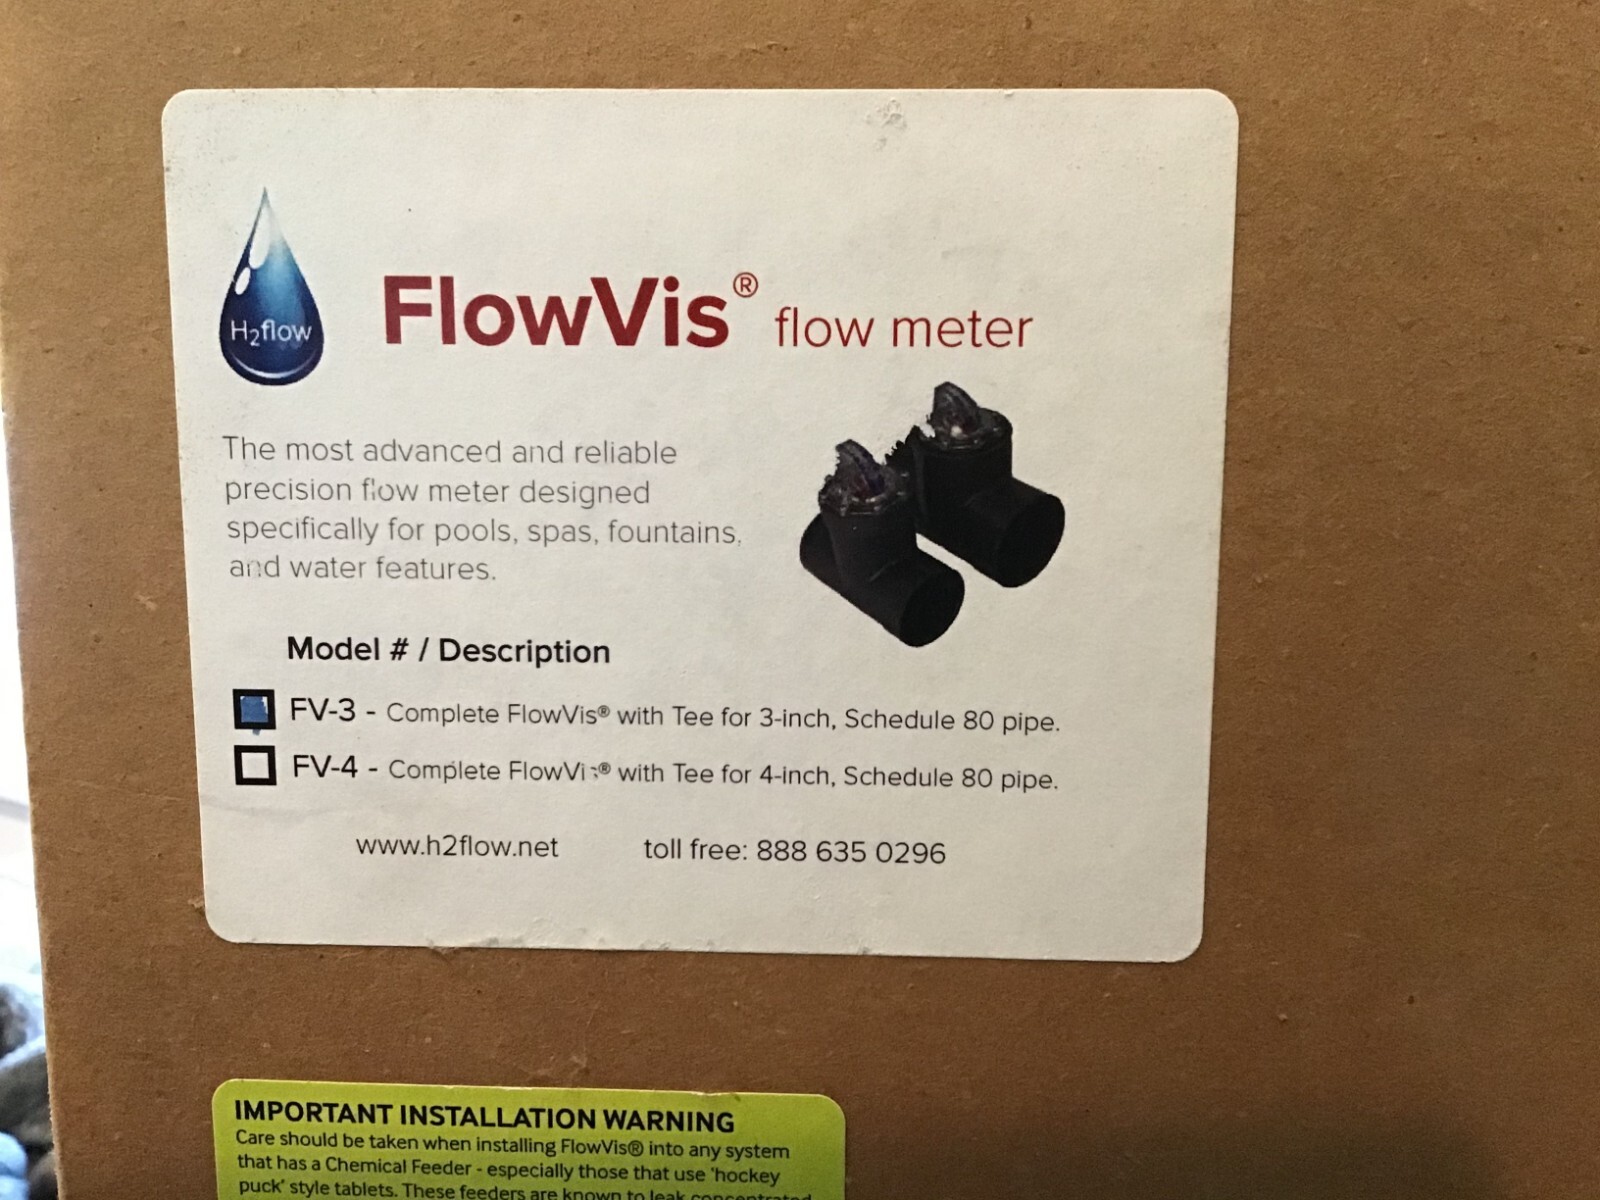 H2flow
FlowVis® flow meter
The most advanced and reliable
precision flow meter designed
specifically for pools, spas, fountains,
and water features.
Model # / Description
FV-3 - Complete FlowVis® with Tee for 3-inch, Schedule 80 pipe.
FV-4 - Complete FlowVis® with Tee for 4-inch, Schedule 80 pipe.
www.h2flow.net toll free: 888 635 0296
IMPORTANT INSTALLATION WARNING
Care should be taken when installing FlowVis® into any system
that has a Chemical Feeder - especially those that use 'hockey
puck' style tablets. These feeders are known to leak concentrated